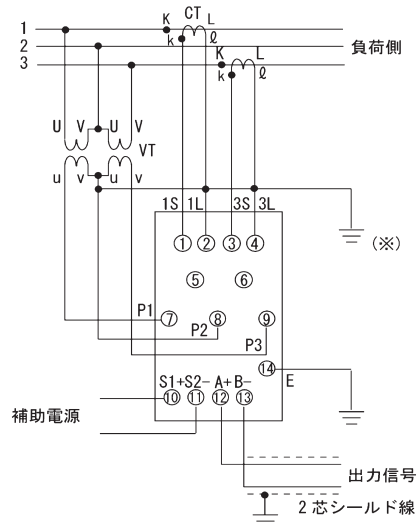 K CT L
1
k ℓ
2
K L
負荷側
3
k ℓ
U V U V
VT
u v u v
1S 1L 3S 3L
① ② ③ ④
(※)
⑤ ⑥
P1 ⑦ ⑧ ⑨
P2
P3
⑭
E
S1+ S2- A+ B-
⑩ ⑪ ⑫ ⑬
補助電源
出力信号
2芯シールド線